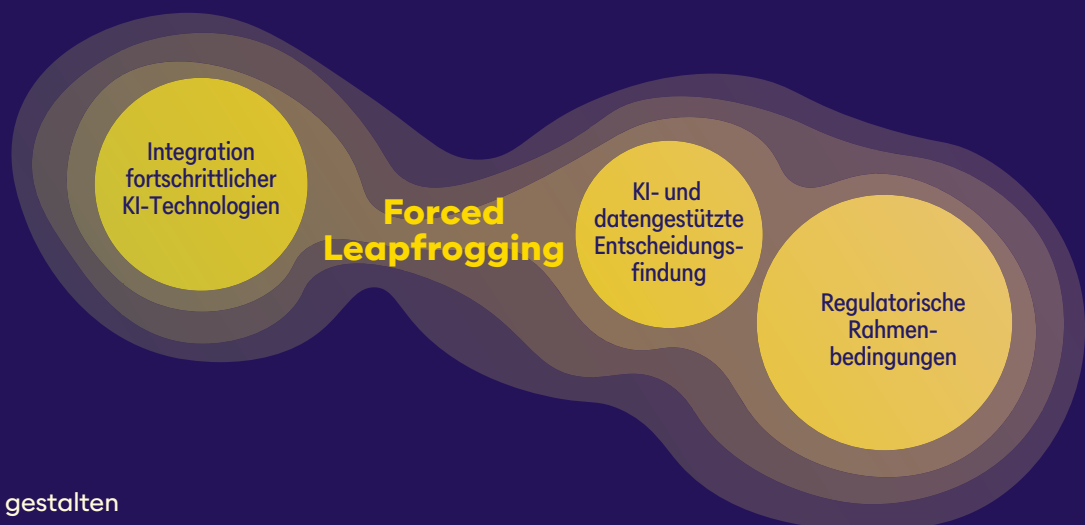 Integration
fortschrittlicher
KI-Technologien
Forced
Leapfrogging
KI- und
datengestützte
Entscheidungs-
findung
Regulatorische
Rahmen-
bedingungen
gestalten